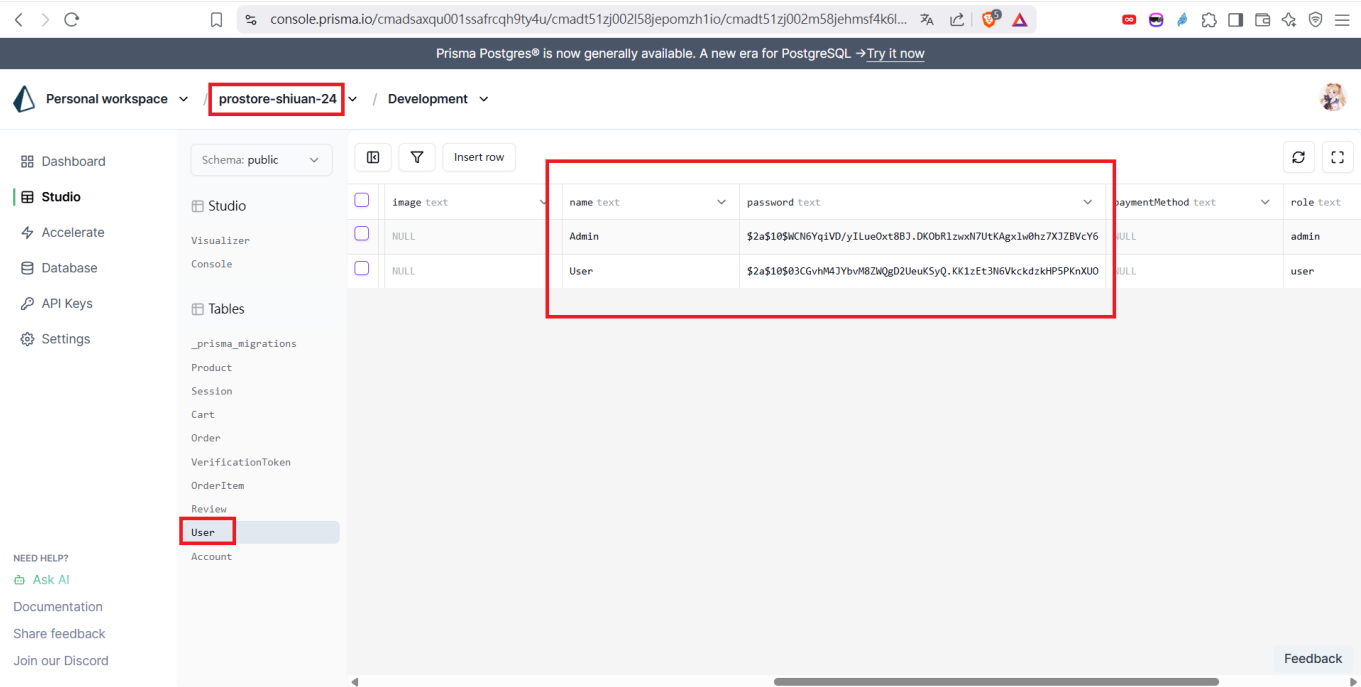 console.prisma.io/cmadsaxqu001ssafrcqh9ty4u/cmadt51zj002l58jepomzh1io/cmadt51zj002m58jehmsf4k6l...
5
Prisma Postgres® is now generally available. A new era for PostgreSQL →Try it now
Personal workspace / prostore-shiuan-24 / Development
Dashboard
Studio
Accelerate
Database
API Keys
Settings
NEED HELP?
Ask AI
Documentation
Share feedback
Join our Discord
Schema: public
Studio
Visualizer
Console
Tables
_prisma_migrations
Product
Session
Cart
Order
VerificationToken
OrderItem
Review
User
Account
Insert row
image text name text password text paymentMethod text role text
NULL Admin $2a$10$WCN6YqiVD/yILueOxt8BJ.DKObRlzwxN7UtKAgxlw0hz7XJZBVcY6 NULL admin
NULL User $2a$10$03CGvhM4JYbvM8ZWQgD2UeuKSyQ.KK1zEt3N6VkckdzkHP5PKnXUO NULL user
Feedback